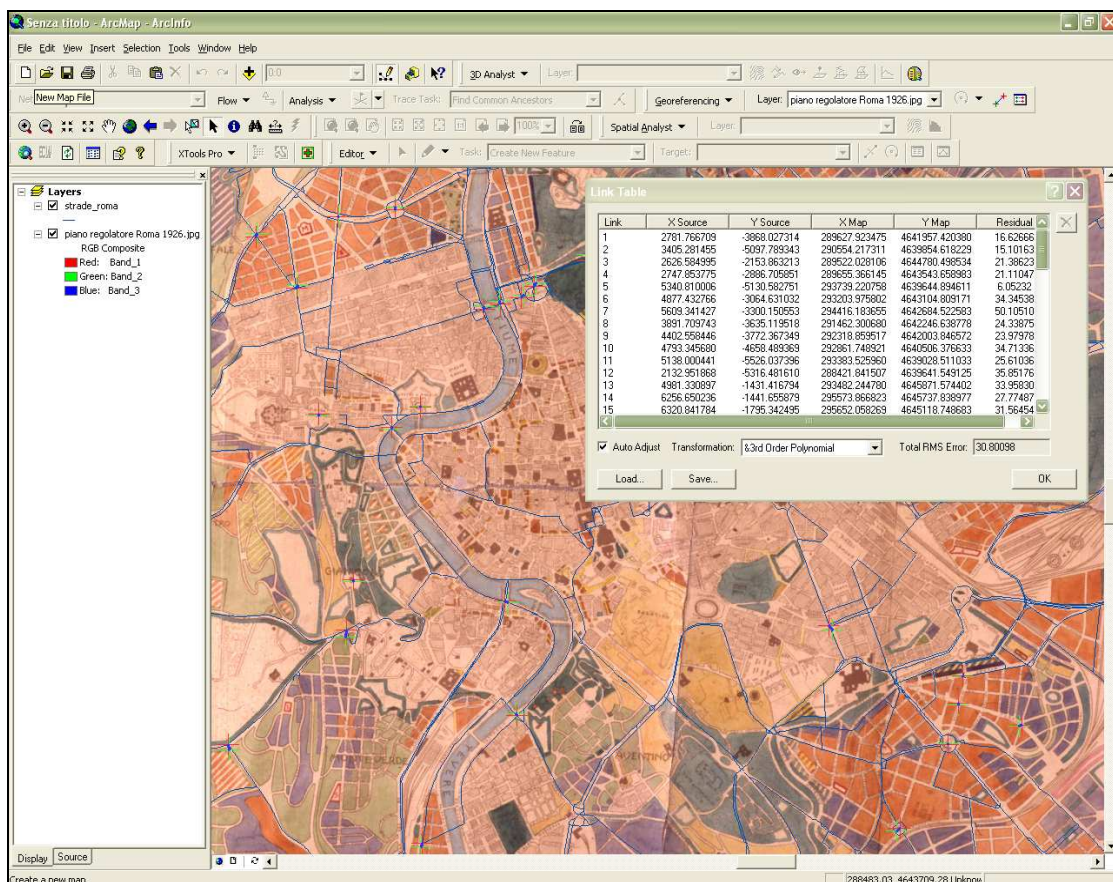 Senza titolo - ArcMap - ArcInfo
File Edit View Insert Selection Tools Window Help
0:0 3D Analyst Layer:
New Map File Flow Analysis Trace Task: Find Common Ancestors Georeferencing Layer: piano regolatore Roma 1926.jpg
100% Spatial Analyst Layer:
XTools Pro Editor Task: Create New Feature Target:
Layers
strade_roma
piano regolatore Roma 1926.jpg
RGB Composite
Red: Band_1
Green: Band_2
Blue: Band_3
Link Table
Link X Source Y Source X Map Y Map Residual
1 2781.766709 -3868.027314 289627.923475 4641957.420380 16.62666
2 3405.281455 -5097.789343 290554.217311 4639854.618229 15.10163
3 2626.584995 -2153.863213 289522.028106 4644780.498534 21.38623
4 2747.853775 -2886.705851 289655.366145 4643543.658983 21.11047
5 5340.810006 -5130.582751 293739.220758 4639644.894611 6.05232
6 4877.432766 -3064.631032 293203.975802 4643104.809171 34.34538
7 5609.341427 -3300.150553 294416.183655 4642684.522583 50.10510
8 3891.709743 -3635.119518 291462.300680 4642246.638778 24.33875
9 4402.558446 -3772.367349 292318.859517 4642003.846572 23.97978
10 4793.345680 -4658.489369 292861.748921 4640506.376633 34.71336
11 5138.000441 -5526.037396 293383.525960 4639028.511033 25.61036
12 2132.951868 -5316.481610 288421.841507 4639641.549125 35.85176
13 4981.330897 -1431.416794 293482.244780 4645871.574402 33.95830
14 6256.650236 -1441.655879 295573.866823 4645737.838977 27.77487
15 6320.841784 -1795.342495 295652.058269 4645118.748683 31.56454
Auto Adjust Transformation: &3rd Order Polynomial Total RMS Error: 30.80098
Load... Save... OK
FIUME
MONTEVERDE
AVENTINO
TEVERE
Display Source
Create a new map
288483.03 4643709.28 Unknow